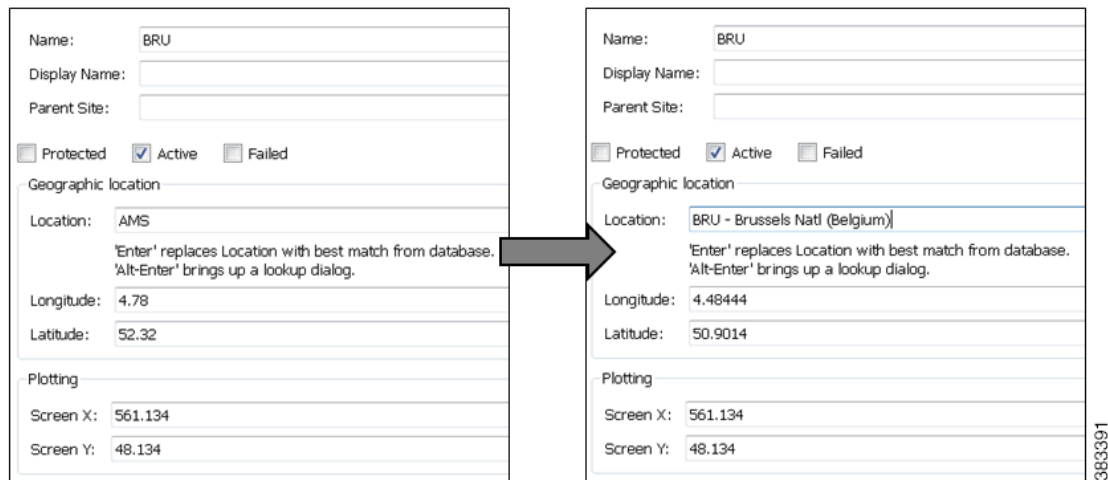 Name: BRU
Display Name:
Parent Site:
Protected Active Failed
Geographic location
Location: AMS
'Enter' replaces Location with best match from database.
'Alt-Enter' brings up a lookup dialog.
Longitude: 4.78
Latitude: 52.32
Plotting
Screen X: 561.134
Screen Y: 48.134
Name: BRU
Display Name:
Parent Site:
Protected Active Failed
Geographic location
Location: BRU - Brussels Natl (Belgium)
'Enter' replaces Location with best match from database.
'Alt-Enter' brings up a lookup dialog.
Longitude: 4.48444
Latitude: 50.9014
Plotting
Screen X: 561.134
Screen Y: 48.134
383391